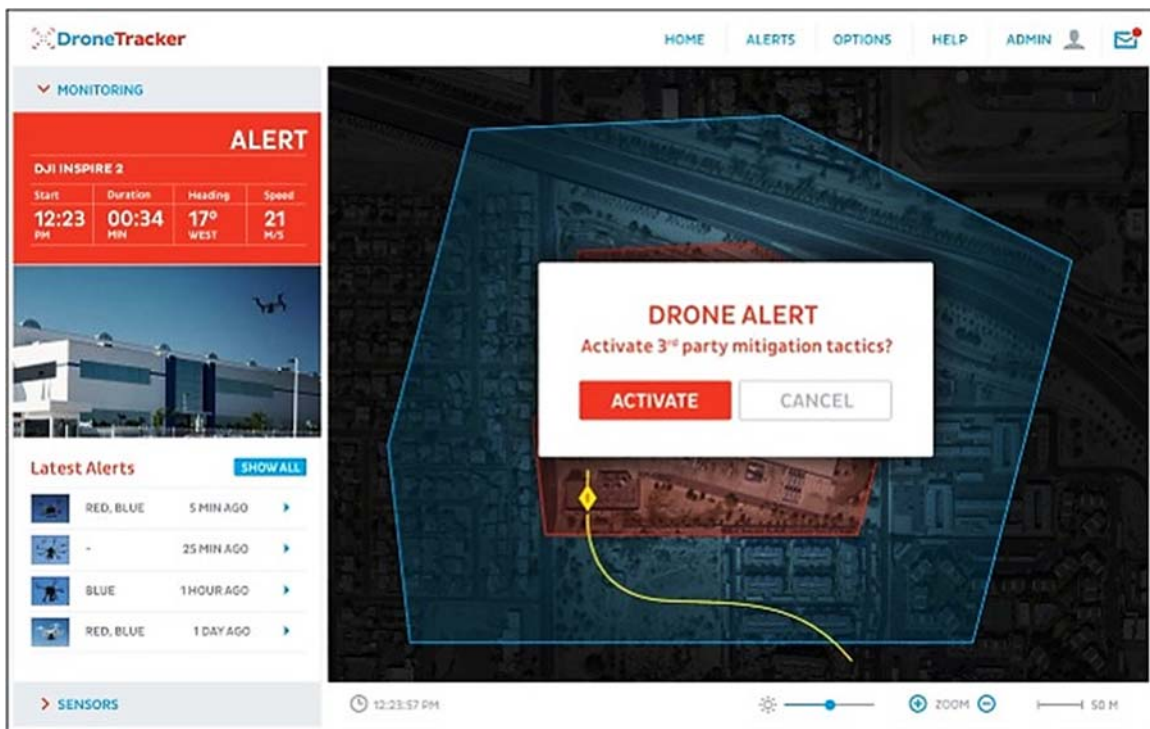 DroneTracker
HOME ALERTS OPTIONS HELP ADMIN
MONITORING
ALERT
DJI INSPIRE 2
Start Duration Heading Speed
12:23 00:34 17° 21
PM MIN WEST M/S
Latest Alerts SHOW ALL
RED, BLUE 5 MIN AGO
- 25 MIN AGO
BLUE 1 HOUR AGO
RED, BLUE 1 DAY AGO
SENSORS
DRONE ALERT
Activate 3rd party mitigation tactics?
ACTIVATE CANCEL
12:23:57 PM ZOOM 50 M